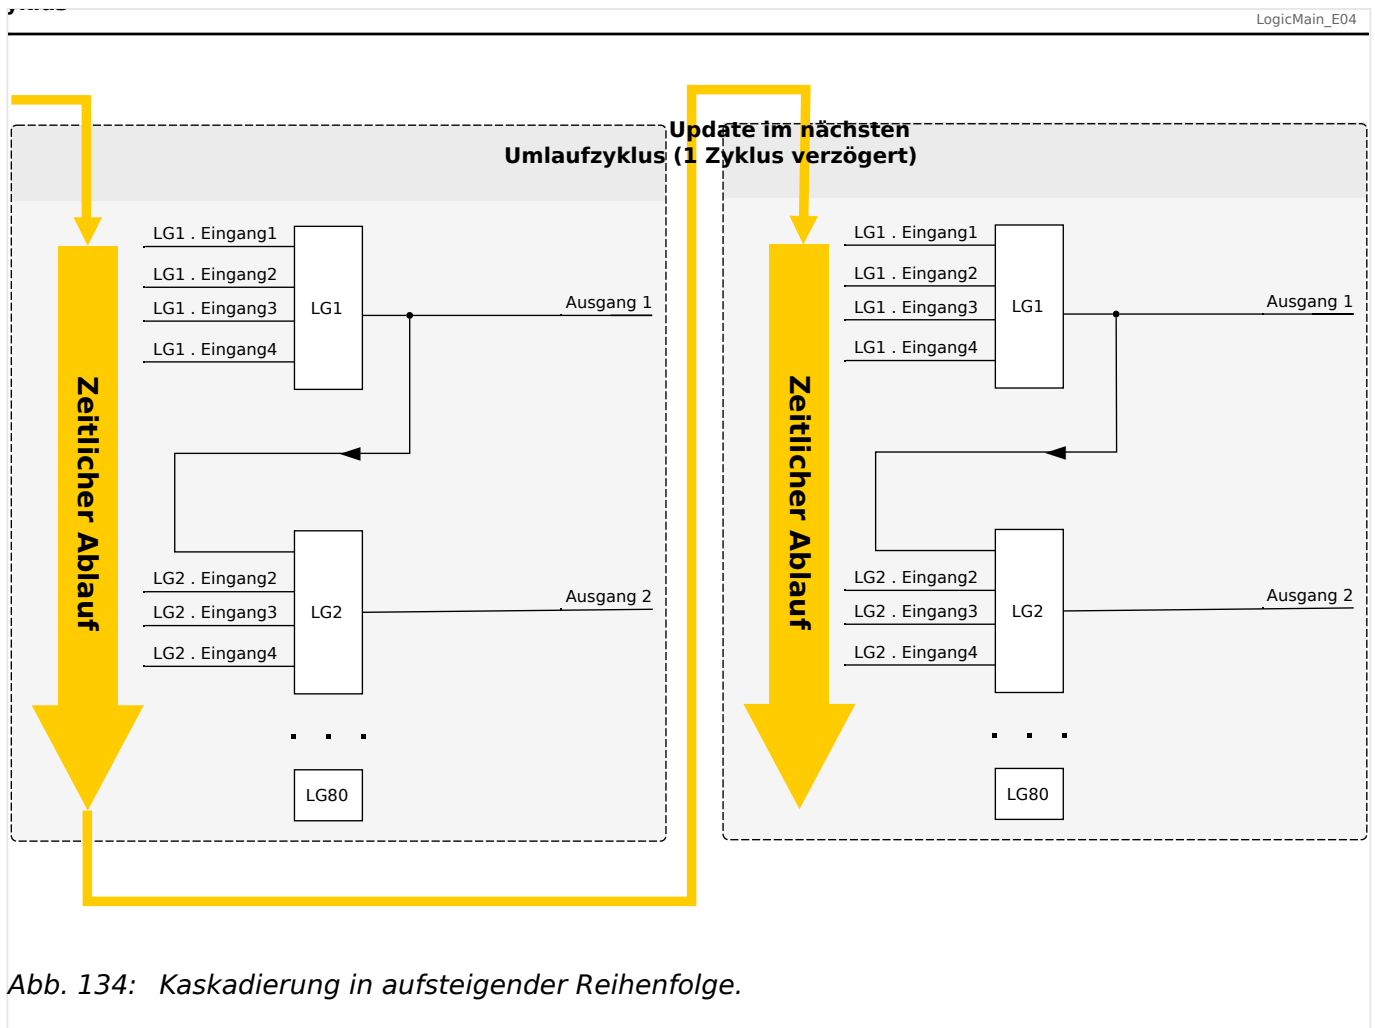 LogicMain_E04
Update im nächsten
Umlaufzyklus (1 Zyklus verzögert)
LG1 . Eingang1
LG1 . Eingang2
LG1 . Eingang3
LG1 . Eingang4
LG1
Ausgang 1
Zeitlicher Ablauf
LG2 . Eingang2
LG2 . Eingang3
LG2 . Eingang4
LG2
Ausgang 2
LG80
LG1 . Eingang1
LG1 . Eingang2
LG1 . Eingang3
LG1 . Eingang4
LG1
Ausgang 1
Zeitlicher Ablauf
LG2 . Eingang2
LG2 . Eingang3
LG2 . Eingang4
LG2
Ausgang 2
LG80
Abb. 134: Kaskadierung in aufsteigender Reihenfolge.